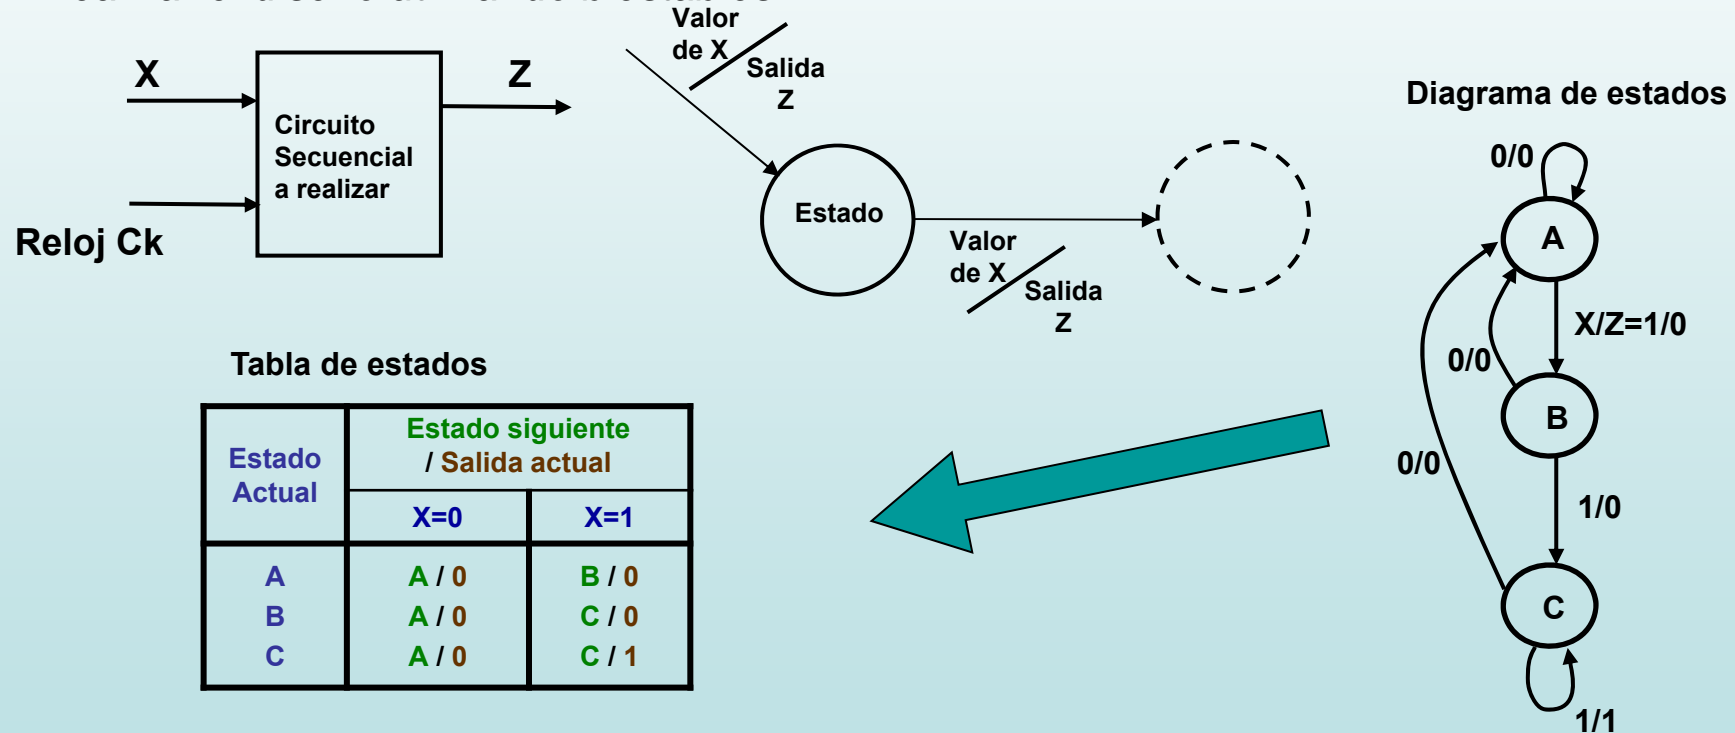 Valor
de X
Salida
Z
X
Z
Circuito
Secuencial
a realizar
Reloj Ck
Estado
Valor
de X
Salida
Z
Diagrama de estados
0/0
A
X/Z=1/0
0/0
B
0/0
1/0
C
1/1
Tabla de estados
Estado
Actual
Estado siguiente
/ Salida actual
X=0 X=1
A A / 0 B / 0
B A / 0 C / 0
C A / 0 C / 1